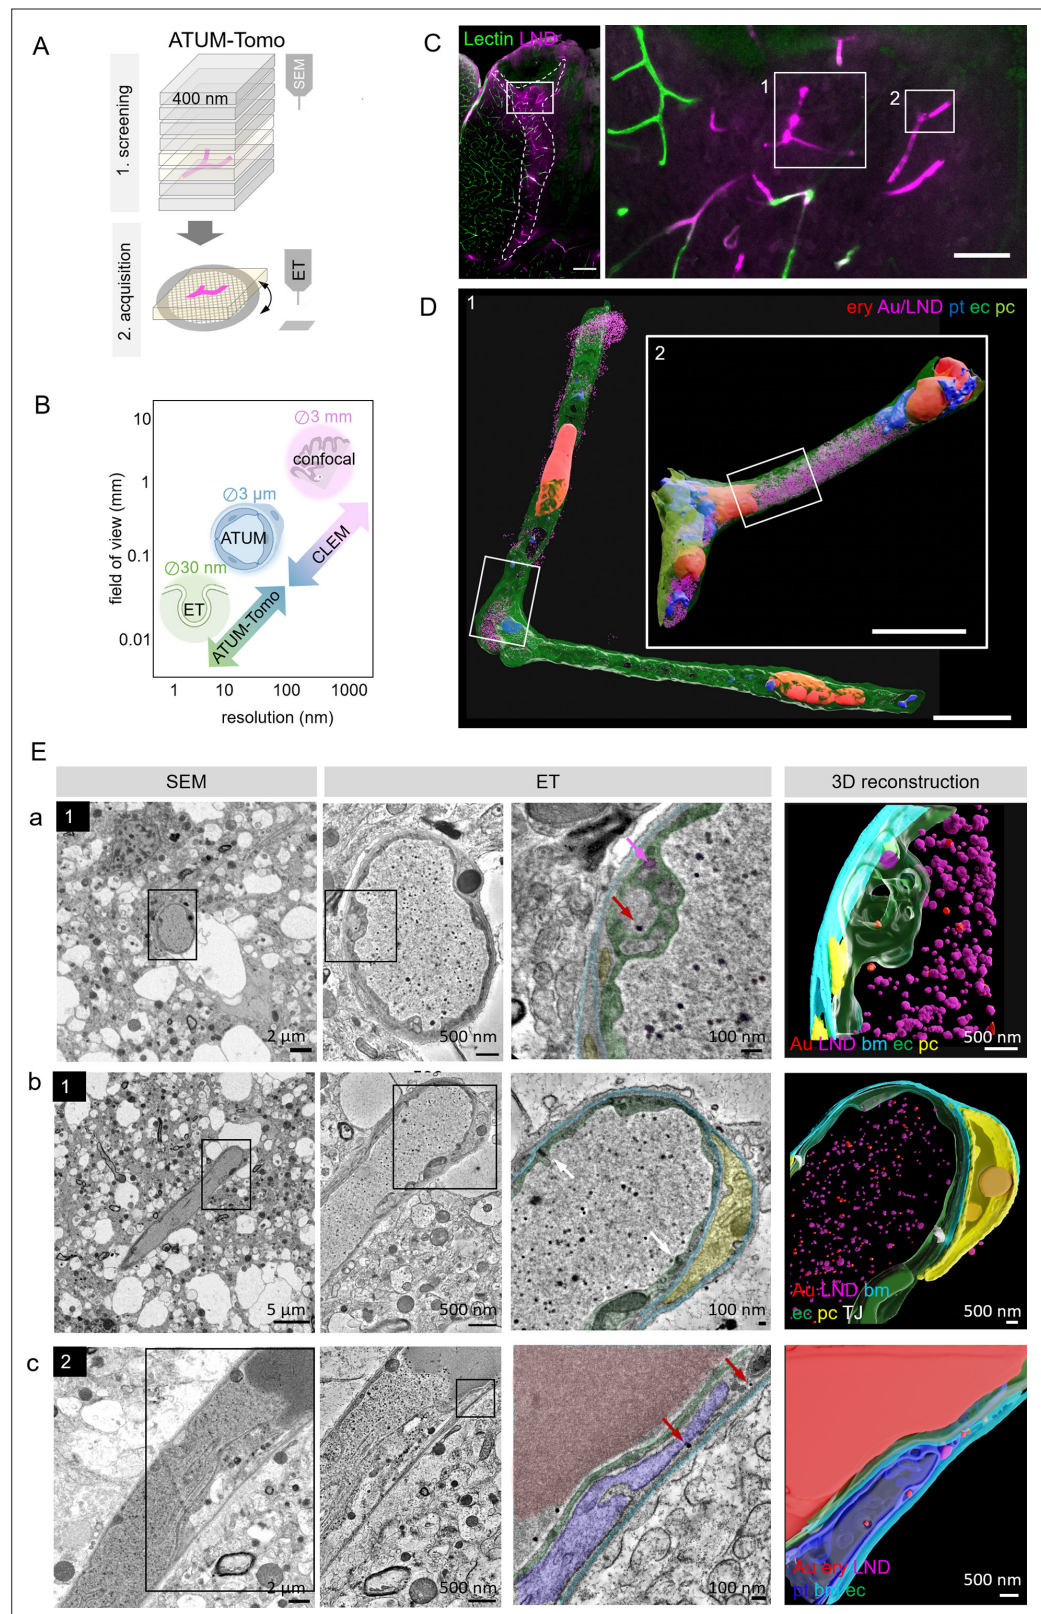 A
ATUM-Tomo
400 nm
SEM
1. screening
2. acquisition
ET
B
field of view (mm)
10
1
0.1
0.01
∅3 mm
confocal
∅3 µm
ATUM
CLEM
∅30 nm
ET
ATUM-Tomo
1 10 100 1000
resolution (nm)
C
Lectin LND
1
2
D
1
ery Au/LND pt ec pc
2
E
SEM
ET
3D reconstruction
a
1
2 µm
500 nm
100 nm
Au LND bm ec pc
500 nm
b
1
5 µm
500 nm
100 nm
Au LND bm
ec pc TJ
500 nm
c
2
2 µm
500 nm
100 nm
Au ery LND
pt bm ec
500 nm